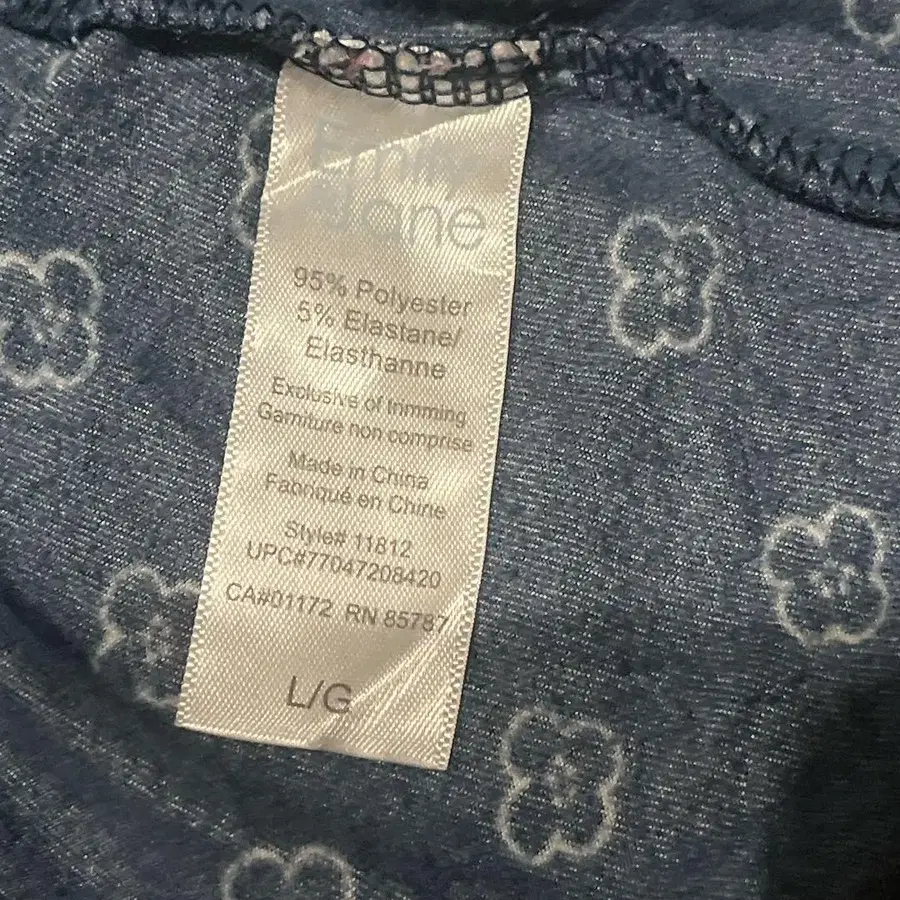 Jane
95% Polyester
5% Elastane/
Elasthanne
Exclusive of Trimming
Garniture non comprise
Made in China
Fabriqué en Chine
Style# 11812
UPC#77047208420
CA#01172 RN 85787
L/G